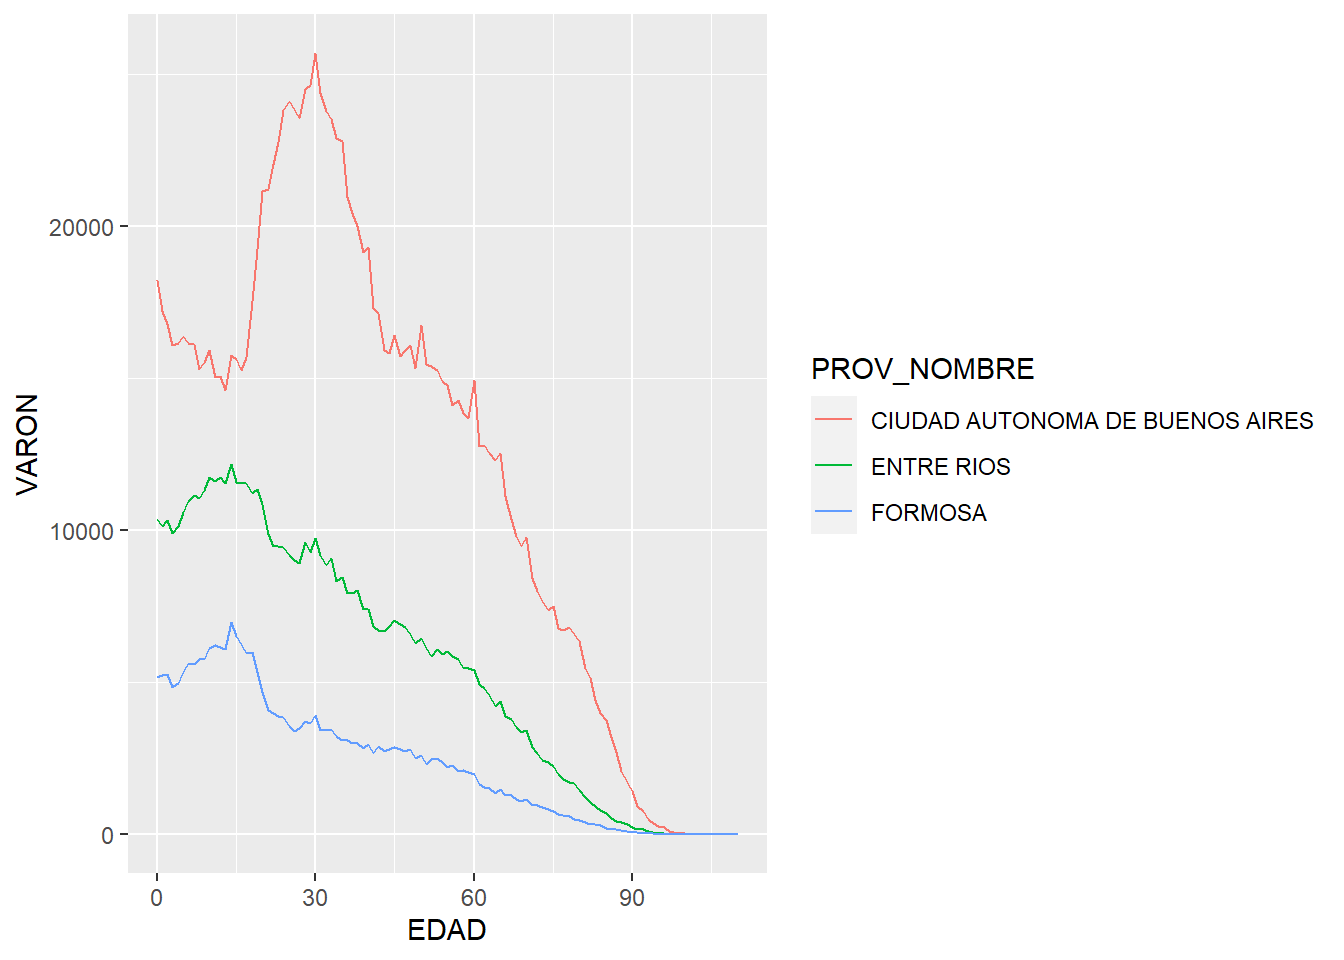 VARON
20000
10000
0
0
30
60
90
EDAD
PROV_NOMBRE
CIUDAD AUTONOMA DE BUENOS AIRES
ENTRE RIOS
FORMOSA